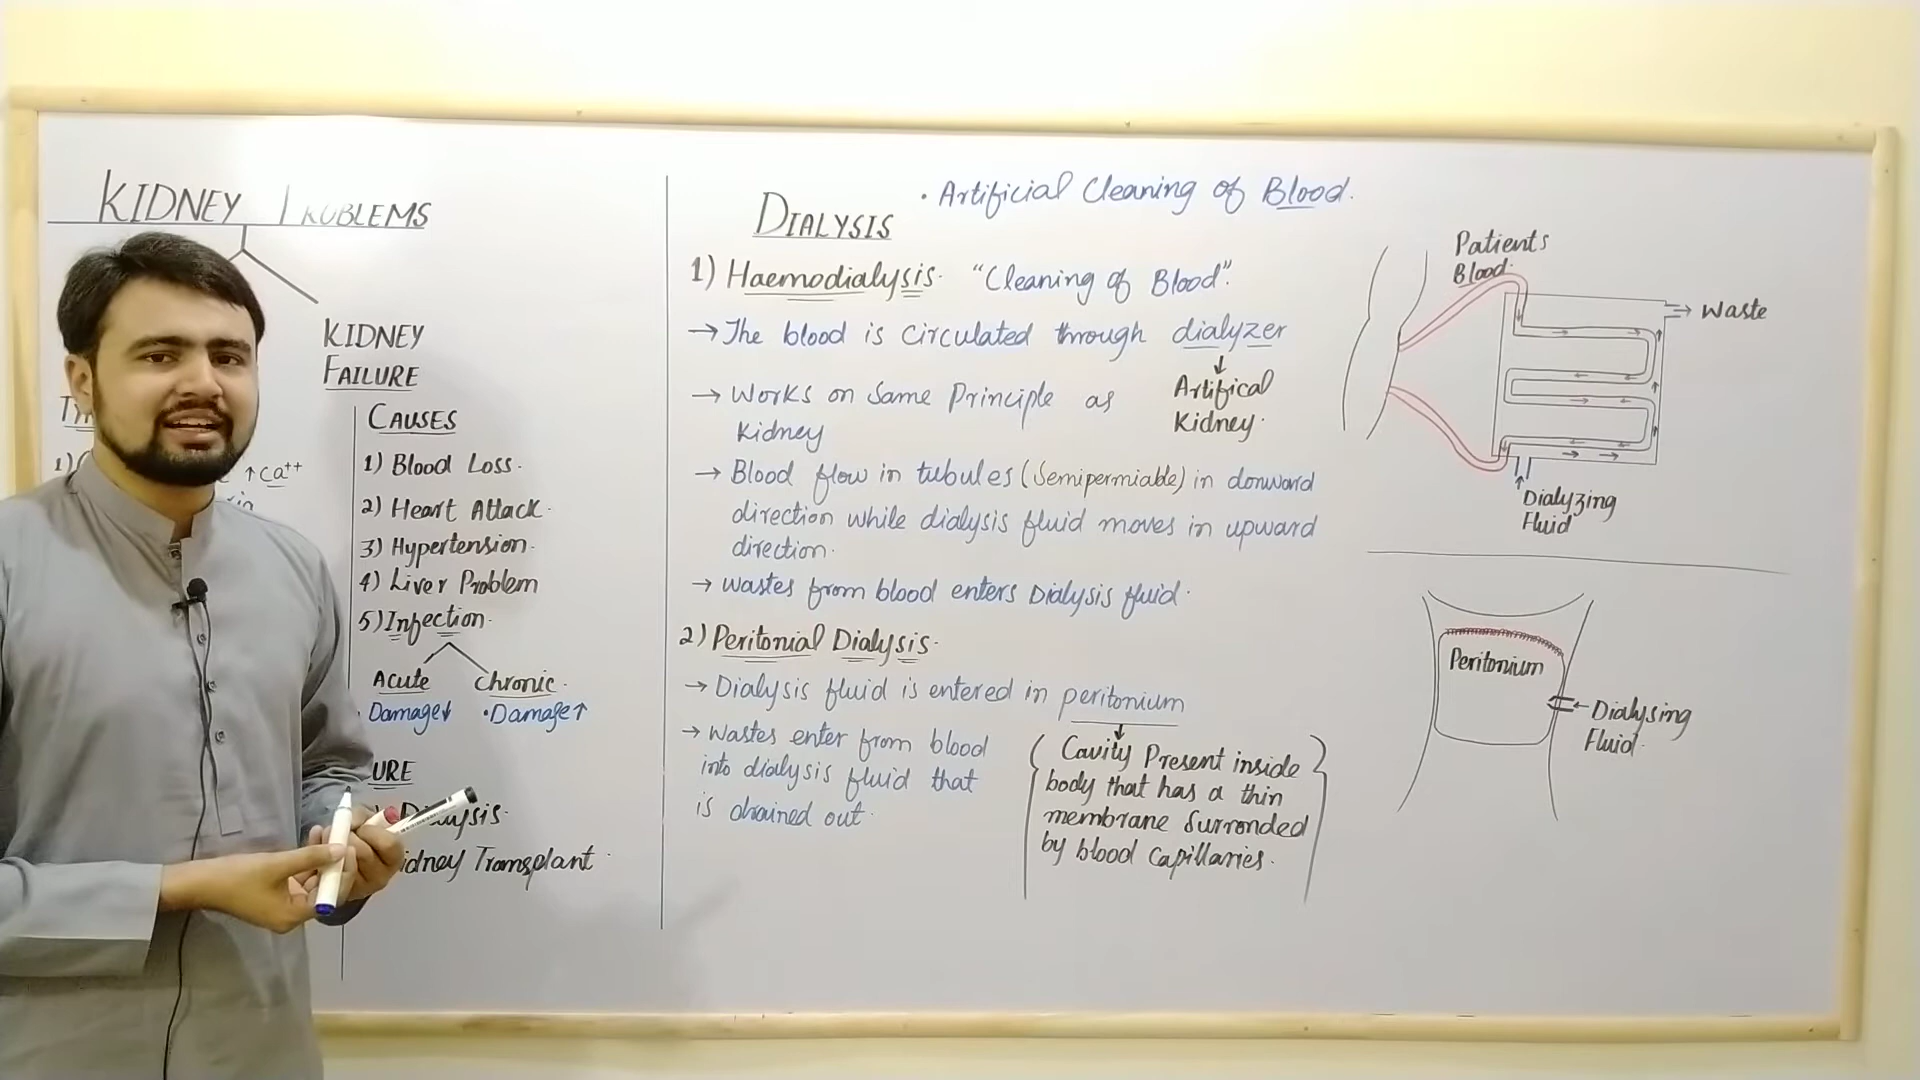 KIDNEY PROBLEMS
KIDNEY
FAILURE
↑Ca⁺⁺
CAUSES
1) Blood Loss.
2) Heart Attack.
3) Hypertension.
4) Liver Problem
5) Infection.
Acute
Chronic.
. Damage↓
•Damage↑
Dialysis.
Kidney Transplant.
DIALYSIS
• Artificial Cleaning of Blood.
1) Haemodialysis. "Cleaning of Blood".
→ The blood is circulated through dialyzer
↓
Artifical
Kidney.
→ Works on Same Principle as
Kidney
→ Blood flow in tubules (Semipermiable) in donward
direction while dialysis fluid moves in upward
direction.
→ wastes from blood enters Dialysis fluid.
2) Peritonial Dialysis.
→ Dialysis fluid is entered in peritonium
→ Wastes enter from blood
into dialysis fluid that
is drained out.
Cavity Present inside
body that has a thin
membrane Surronded
by blood Capillaries.
Patients
Blood.
Waste
Dialyzing
Fluid
Peritonium
Dialysing
Fluid.